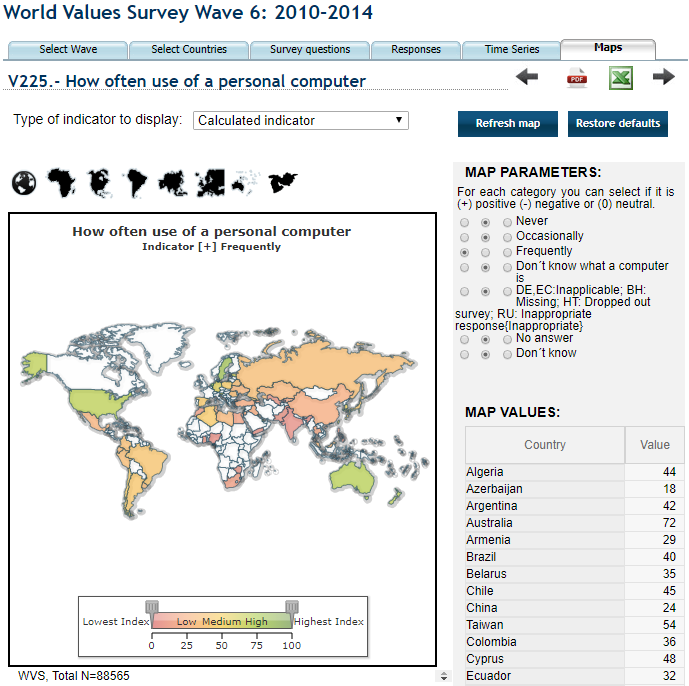 World Values Survey Wave 6: 2010-2014
Select Wave
Select Countries
Survey questions
Responses
Time Series
Maps
V225.- How often use of a personal computer
PDF
Type of indicator to display:
Calculated indicator
Refresh map
Restore defaults
How often use of a personal computer
Indicator [+] Frequently
Lowest Index
Low Medium High
Highest Index
0 25 50 75 100
WVS, Total N=88565
MAP PARAMETERS:
For each category you can select if it is
(+) positive (-) negative or (0) neutral.
Never
Occasionally
Frequently
Don´t know what a computer
is
DE,EC:Inapplicable; BH:
Missing; HT: Dropped out
survey; RU: Inappropriate
response{Inappropriate}
No answer
Don´t know
MAP VALUES:
Country Value
Algeria 44
Azerbaijan 18
Argentina 42
Australia 72
Armenia 29
Brazil 40
Belarus 35
Chile 45
China 24
Taiwan 54
Colombia 36
Cyprus 48
Ecuador 32